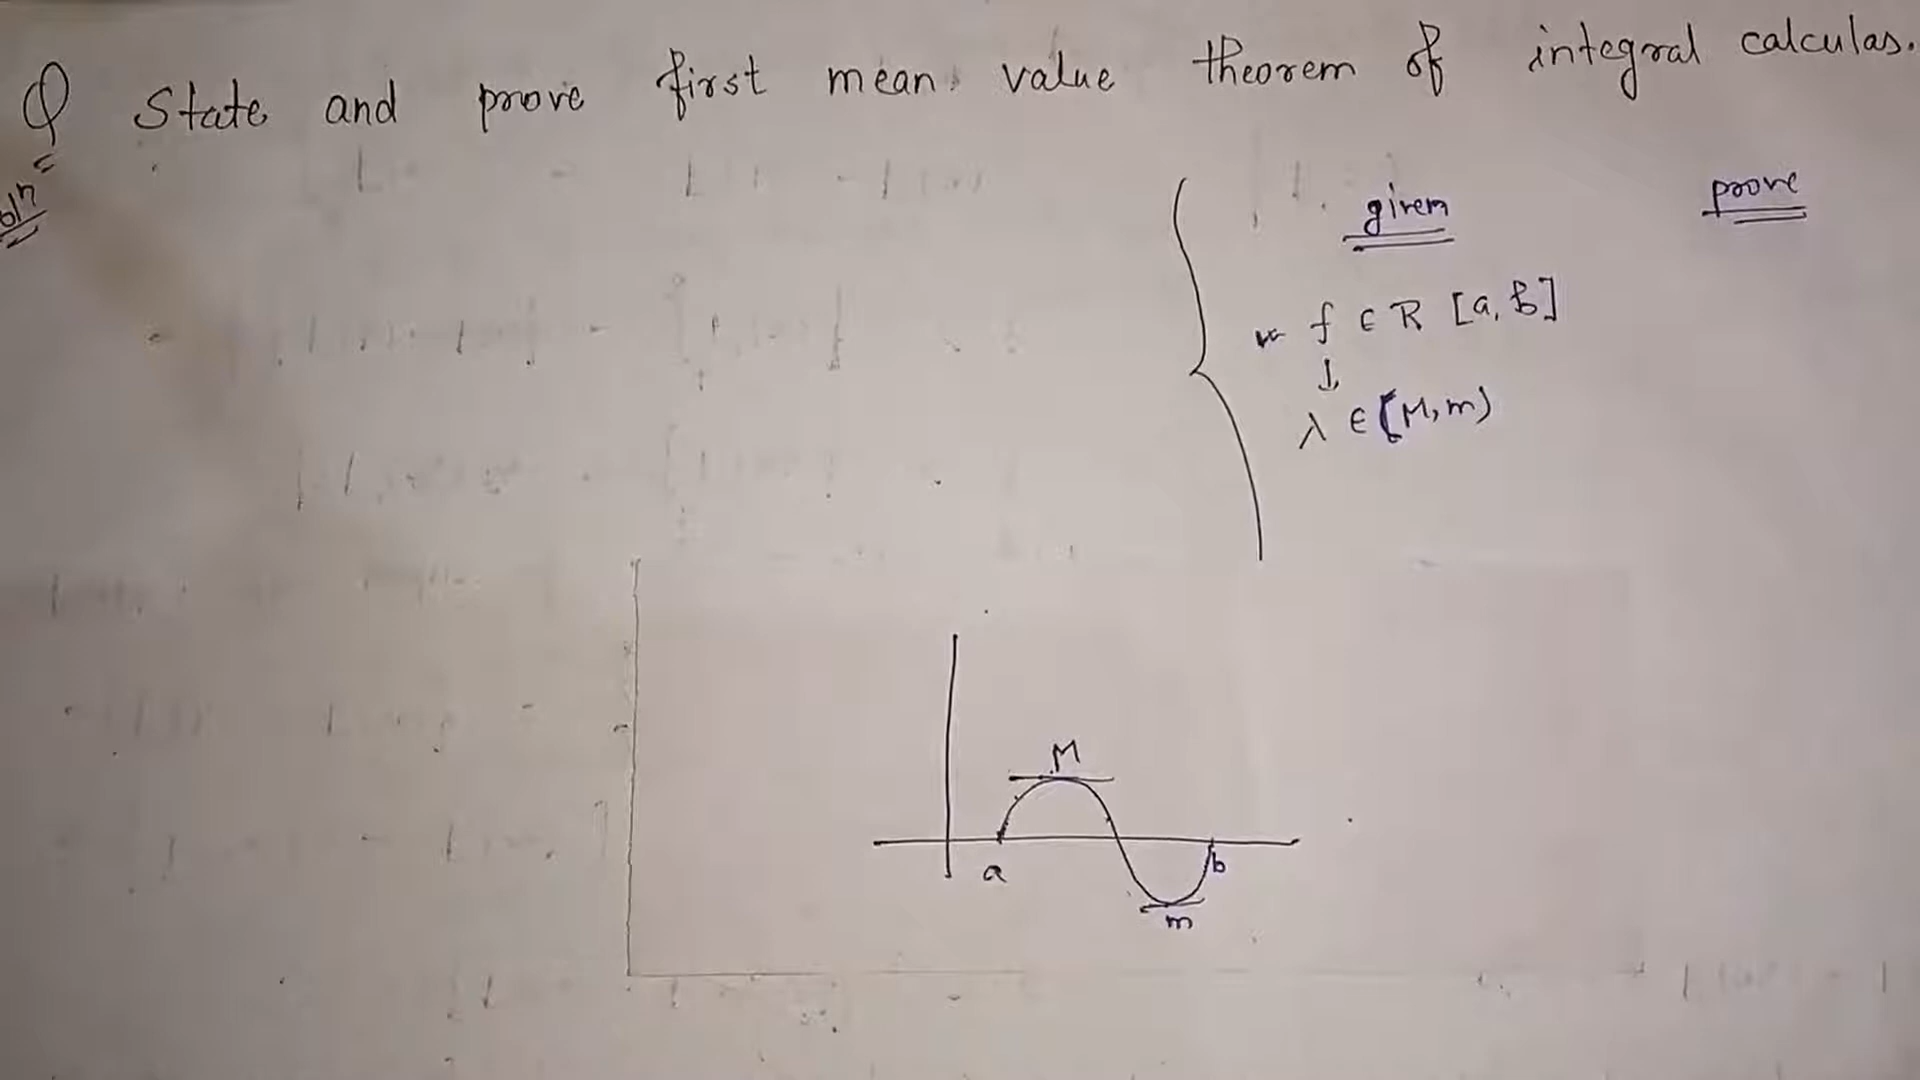 Q State and prove first mean value theorem of integral calculas.
Soln
given
prove
f ∈ R [a, b]
↓
λ ∈ [M, m)
M
a
b
m